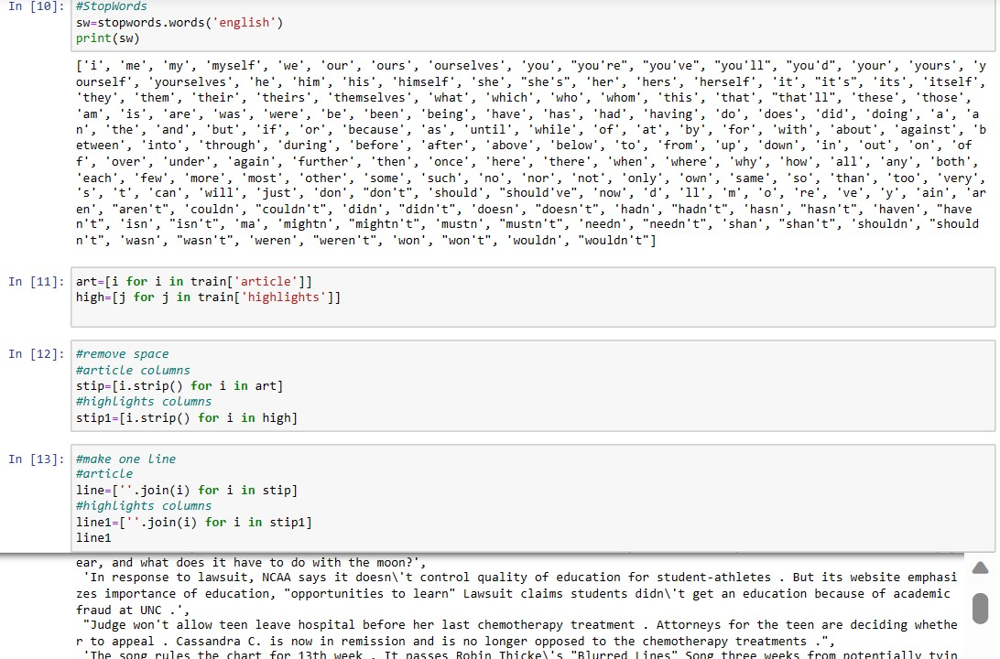 In [10]: #StopWords
sw=stopwords.words('english')
print(sw)
['i', 'me', 'my', 'myself', 'we', 'our', 'ours', 'ourselves', 'you', "you're", "you've", "you'll", "you'd", 'your', 'yours', 'y
ourself', 'yourselves', 'he', 'him', 'his', 'himself', 'she', "she's", 'her', 'hers', 'herself', 'it', "it's", 'its', 'itself',
'they', 'them', 'their', 'theirs', 'themselves', 'what', 'which', 'who', 'whom', 'this', 'that', "that'll", 'these', 'those',
'am', 'is', 'are', 'was', 'were', 'be', 'been', 'being', 'have', 'has', 'had', 'having', 'do', 'does', 'did', 'doing', 'a', 'a
n', 'the', 'and', 'but', 'if', 'or', 'because', 'as', 'until', 'while', 'of', 'at', 'by', 'for', 'with', 'about', 'against', 'b
etween', 'into', 'through', 'during', 'before', 'after', 'above', 'below', 'to', 'from', 'up', 'down', 'in', 'out', 'on', 'of
f', 'over', 'under', 'again', 'further', 'then', 'once', 'here', 'there', 'when', 'where', 'why', 'how', 'all', 'any', 'both',
'each', 'few', 'more', 'most', 'other', 'some', 'such', 'no', 'nor', 'not', 'only', 'own', 'same', 'so', 'than', 'too', 'very',
's', 't', 'can', 'will', 'just', 'don', "don't", 'should', "should've", 'now', 'd', 'll', 'm', 'o', 're', 've', 'y', 'ain', 'ar
en', "aren't", 'couldn', "couldn't", 'didn', "didn't", 'doesn', "doesn't", 'hadn', "hadn't", 'hasn', "hasn't", 'haven', "have
n't", 'isn', "isn't", 'ma', 'mightn', "mightn't", 'mustn', "mustn't", 'needn', "needn't", 'shan', "shan't", 'shouldn', "should
n't", 'wasn', "wasn't", 'weren', "weren't", 'won', "won't", 'wouldn', "wouldn't"]
In [11]: art=[i for i in train['article']]
high=[j for j in train['highlights']]
In [12]: #remove space
#article columns
stip=[i.strip() for i in art]
#highlights columns
stip1=[i.strip() for i in high]
In [13]: #make one line
#article
line=[''.join(i) for i in stip]
#highlights columns
line1=[''.join(i) for i in stip1]
line1
ear, and what does it have to do with the moon?',
'In response to lawsuit, NCAA says it doesn\'t control quality of education for student-athletes . But its website emphasi
zes importance of education, "opportunities to learn" Lawsuit claims students didn\'t get an education because of academic
fraud at UNC .',
"Judge won't allow teen leave hospital before her last chemotherapy treatment . Attorneys for the teen are deciding whethe
r to appeal . Cassandra C. is now in remission and is no longer opposed to the chemotherapy treatments .",
'The song rules the chart for 13th week . It passes Robin Thicke\'s "Blurred Lines" Song three weeks from potentially tyin